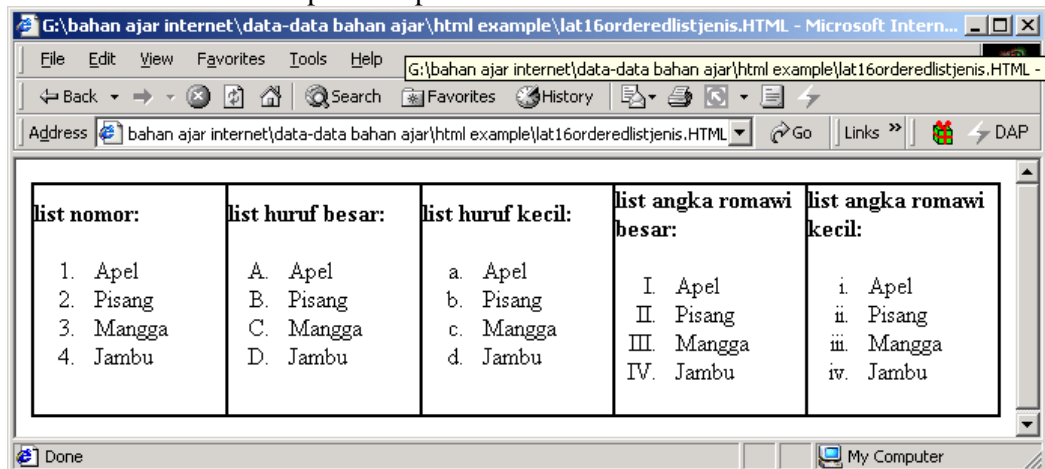 G:\bahan ajar internet\data-data bahan ajar\html example\lat16orderedlistjenis.HTML - Microsoft Intern...
File Edit View Favorites Tools Help
G:\bahan ajar internet\data-data bahan ajar\html example\lat16orderedlistjenis.HTML -
Back Search Favorites History
Address bahan ajar internet\data-data bahan ajar\html example\lat16orderedlistjenis.HTML Go Links » DAP
list nomor:
1. Apel
2. Pisang
3. Mangga
4. Jambu
list huruf besar:
A. Apel
B. Pisang
C. Mangga
D. Jambu
list huruf kecil:
a. Apel
b. Pisang
c. Mangga
d. Jambu
list angka romawi
besar:
I. Apel
II. Pisang
III. Mangga
IV. Jambu
list angka romawi
kecil:
i. Apel
ii. Pisang
iii. Mangga
iv. Jambu
Done My Computer